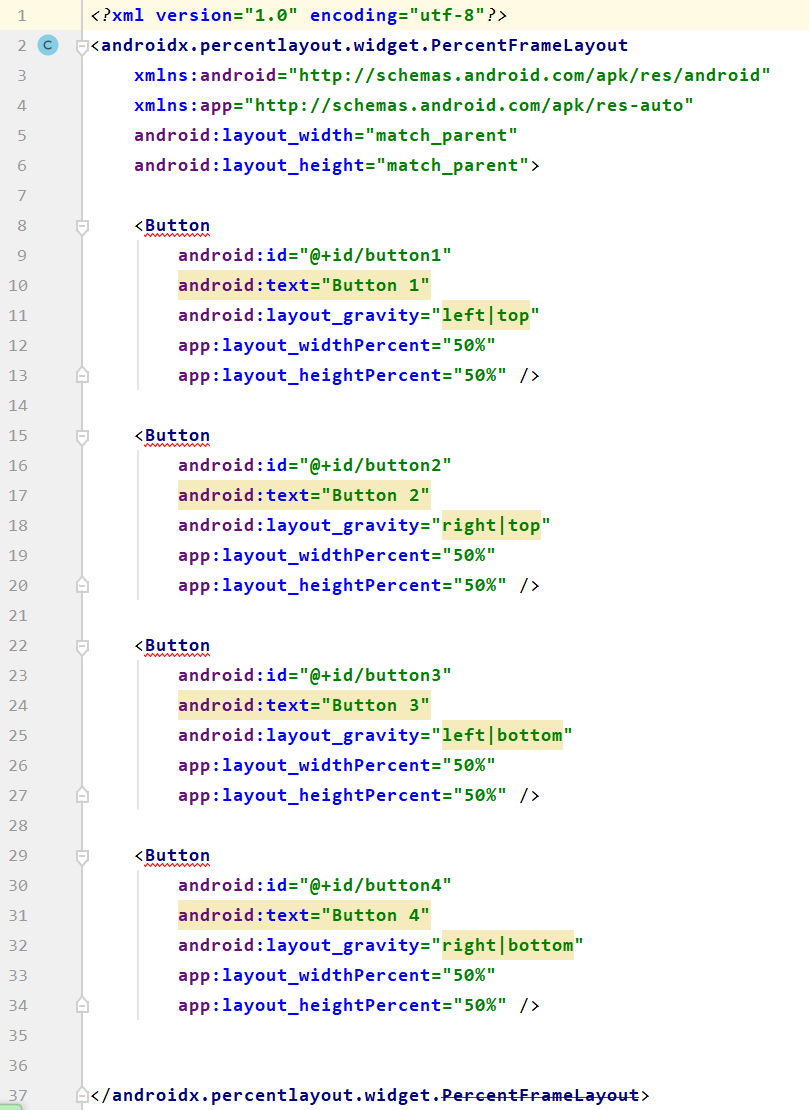 1 <?xml version="1.0" encoding="utf-8"?>
2 C <androidx.percentlayout.widget.PercentFrameLayout
3     xmlns:android="http://schemas.android.com/apk/res/android"
4     xmlns:app="http://schemas.android.com/apk/res-auto"
5     android:layout_width="match_parent"
6     android:layout_height="match_parent">
7
8     <Button
9         android:id="@+id/button1"
10         android:text="Button 1"
11         android:layout_gravity="left|top"
12         app:layout_widthPercent="50%"
13         app:layout_heightPercent="50%" />
14
15     <Button
16         android:id="@+id/button2"
17         android:text="Button 2"
18         android:layout_gravity="right|top"
19         app:layout_widthPercent="50%"
20         app:layout_heightPercent="50%" />
21
22     <Button
23         android:id="@+id/button3"
24         android:text="Button 3"
25         android:layout_gravity="left|bottom"
26         app:layout_widthPercent="50%"
27         app:layout_heightPercent="50%" />
28
29     <Button
30         android:id="@+id/button4"
31         android:text="Button 4"
32         android:layout_gravity="right|bottom"
33         app:layout_widthPercent="50%"
34         app:layout_heightPercent="50%" />
35
36
37 </androidx.percentlayout.widget.PercentFrameLayout>